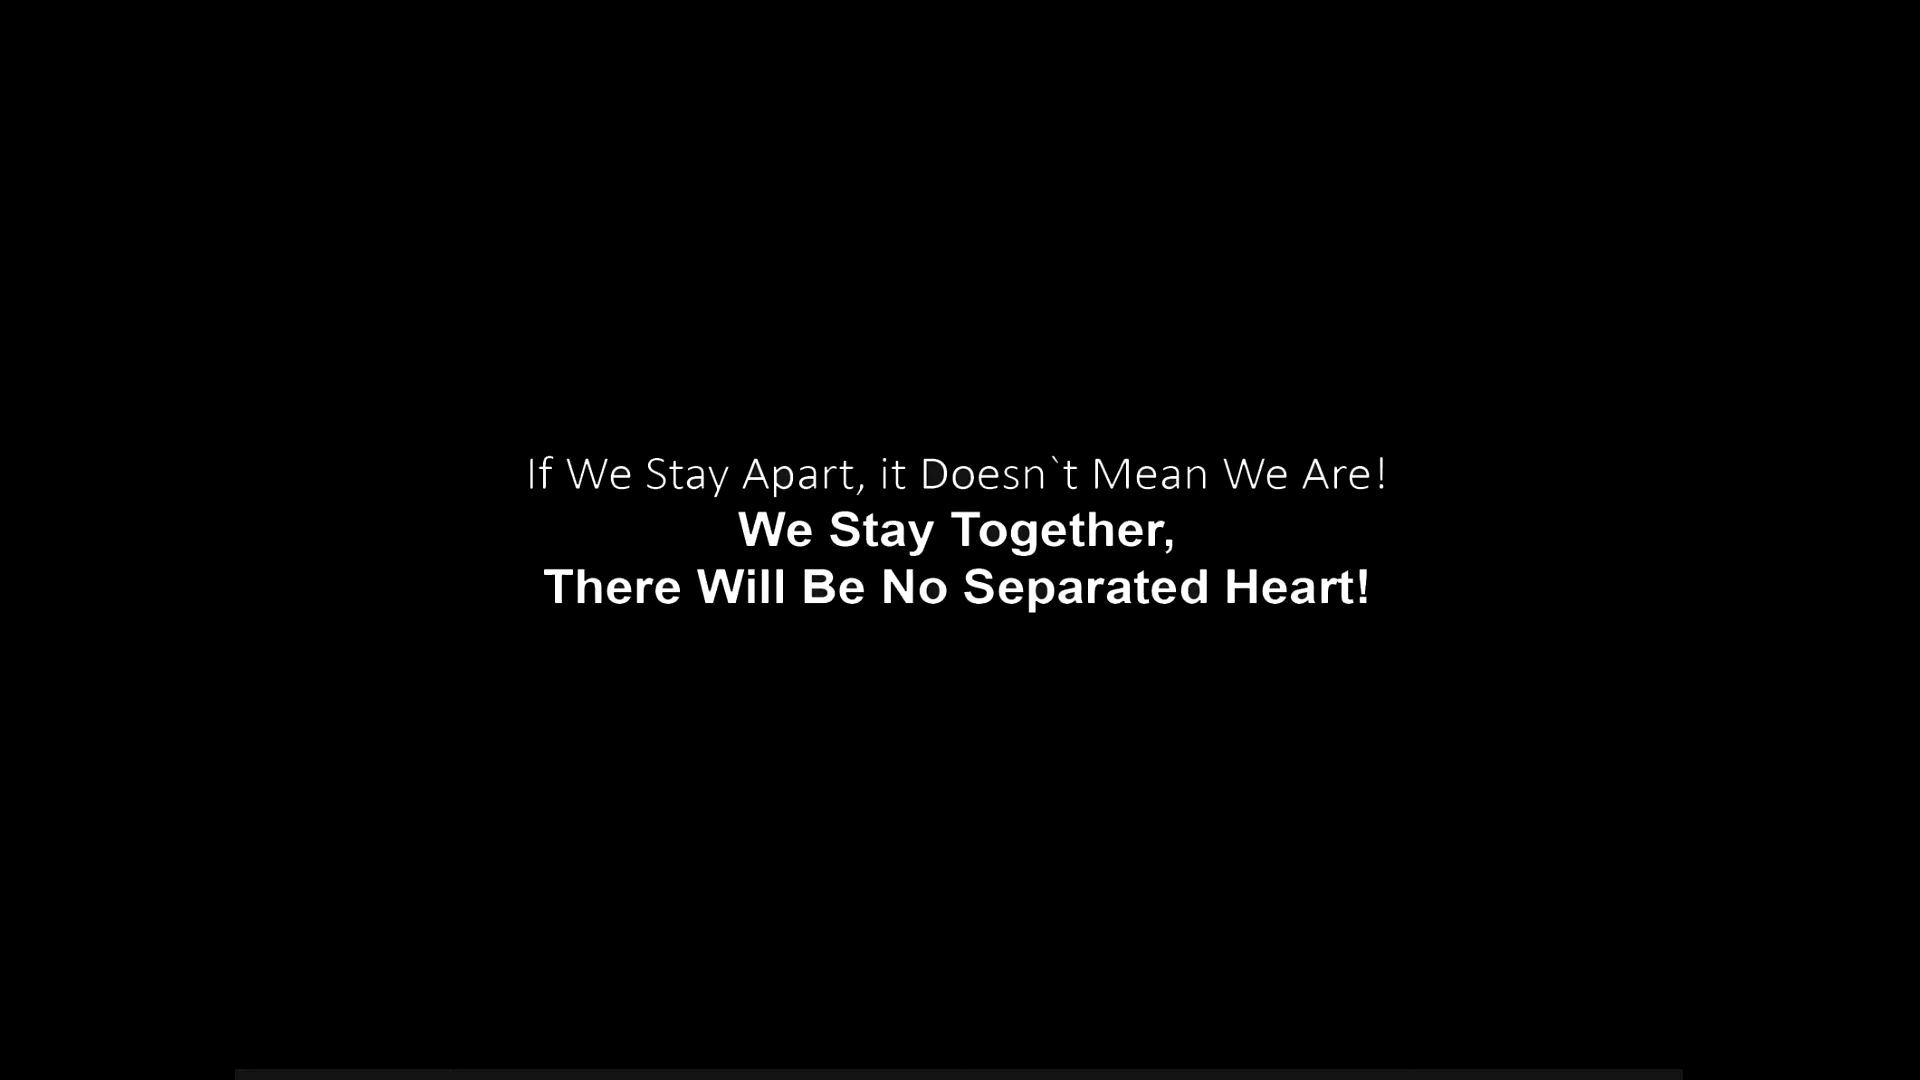 If We Stay Apart, it Doesn`t Mean We Are!
We Stay Together,
There Will Be No Separated Heart!